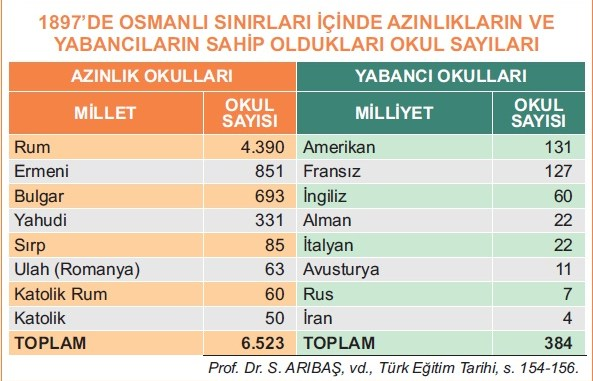 1897’DE OSMANLI SINIRLARI İÇİNDE AZINLIKLARIN VE
YABANCILARIN SAHİP OLDUKLARI OKUL SAYILARI
AZINLIK OKULLARI YABANCI OKULLARI
MİLLET OKUL SAYISI MİLLİYET OKUL SAYISI
Rum 4.390 Amerikan 131
Ermeni 851 Fransız 127
Bulgar 693 İngiliz 60
Yahudi 331 Alman 22
Sırp 85 İtalyan 22
Ulah (Romanya) 63 Avusturya 11
Katolik Rum 60 Rus 7
Katolik 50 İran 4
TOPLAM 6.523 TOPLAM 384
Prof. Dr. S. ARIBAŞ, vd., Türk Eğitim Tarihi, s. 154-156.